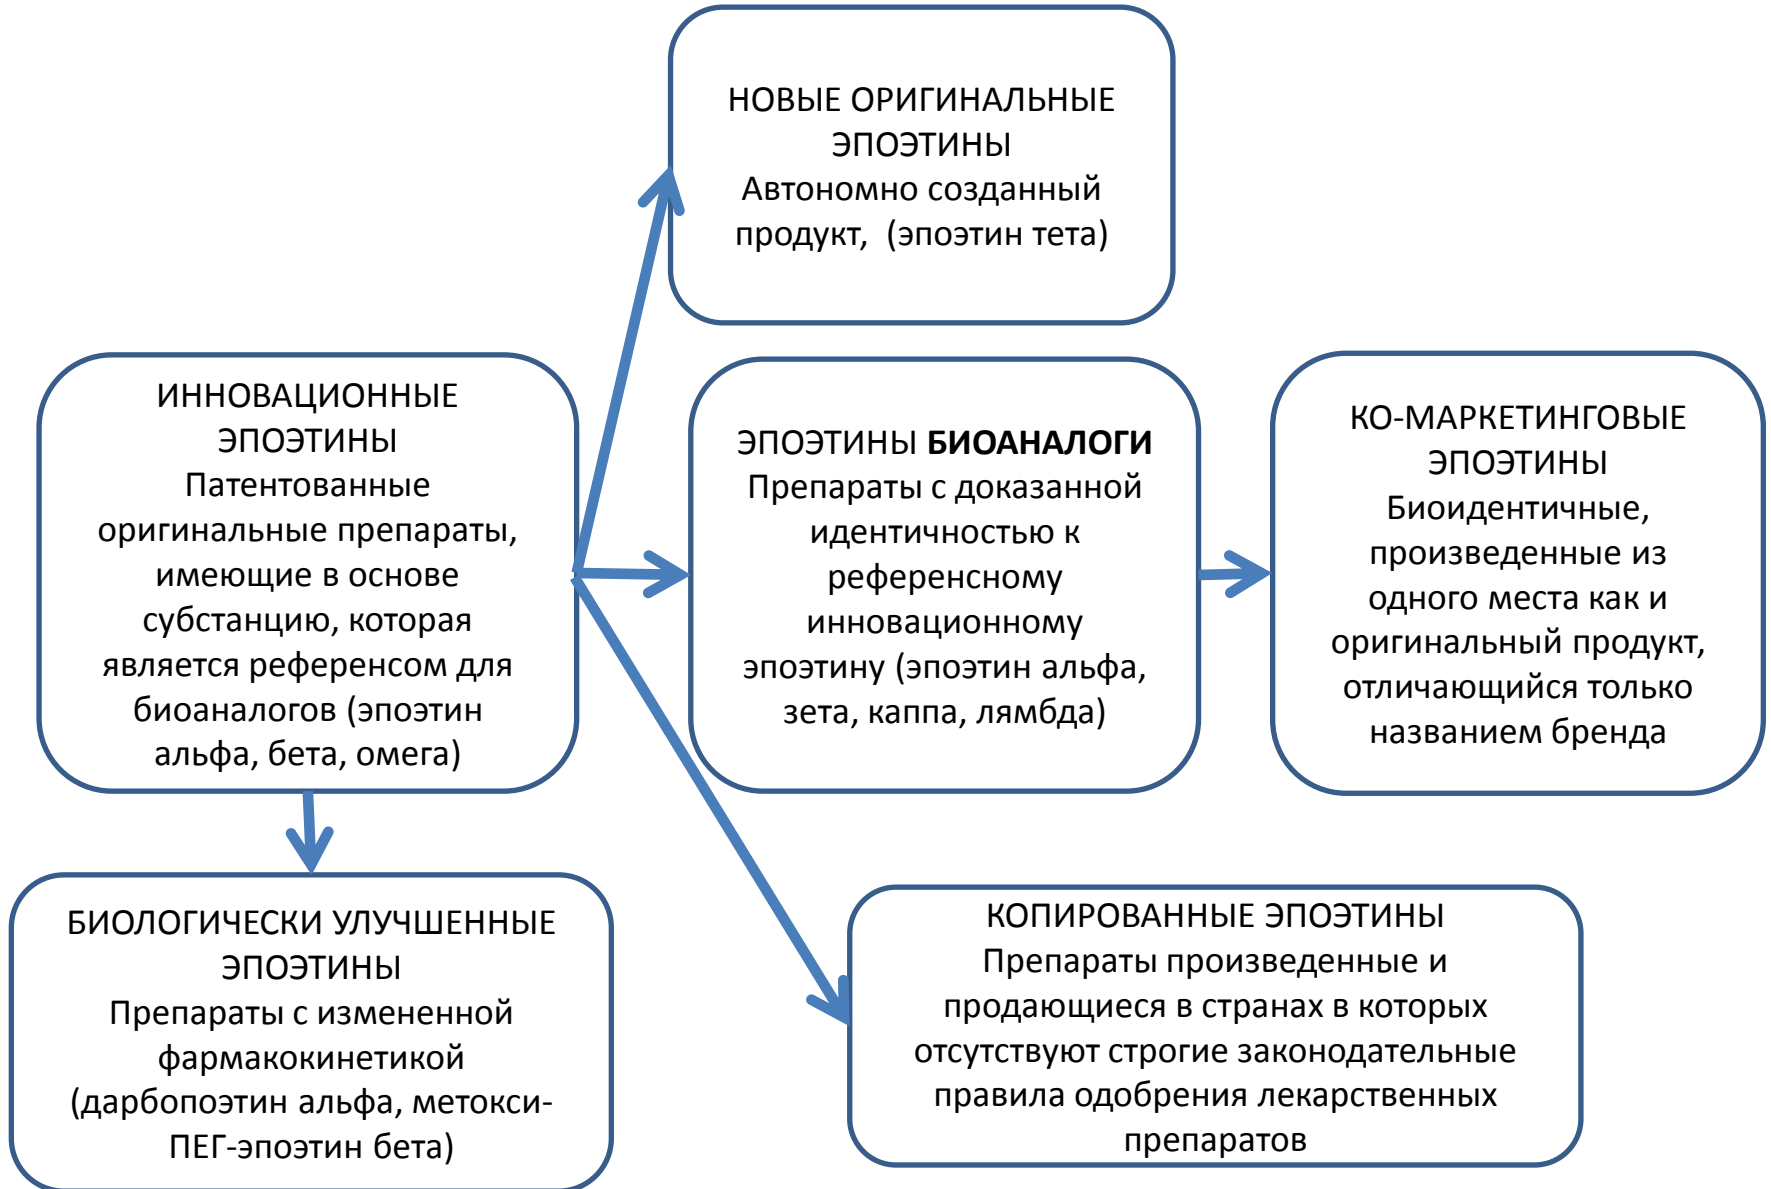 НОВЫЕ ОРИГИНАЛЬНЫЕ
ЭПОЭТИНЫ
Автономно созданный
продукт,  (эпоэтин тета)
ИННОВАЦИОННЫЕ
ЭПОЭТИНЫ
Патентованные
оригинальные препараты,
имеющие в основе
субстанцию, которая
является референсом для
биоаналогов (эпоэтин
альфа, бета, омега)
ЭПОЭТИНЫ БИОАНАЛОГИ
Препараты с доказанной
идентичностью к
референсному
инновационному
эпоэтину (эпоэтин альфа,
зета, каппа, лямбда)
КО-МАРКЕТИНГОВЫЕ
ЭПОЭТИНЫ
Биоидентичные,
произведенные из
одного места как и
оригинальный продукт,
отличающийся только
названием бренда
БИОЛОГИЧЕСКИ УЛУЧШЕННЫЕ
ЭПОЭТИНЫ
Препараты с измененной
фармакокинетикой
(дарбопоэтин альфа, метокси-
ПЕГ-эпоэтин бета)
КОПИРОВАННЫЕ ЭПОЭТИНЫ
Препараты произведенные и
продающиеся в странах в которых
отсутствуют строгие законодательные
правила одобрения лекарственных
препаратов